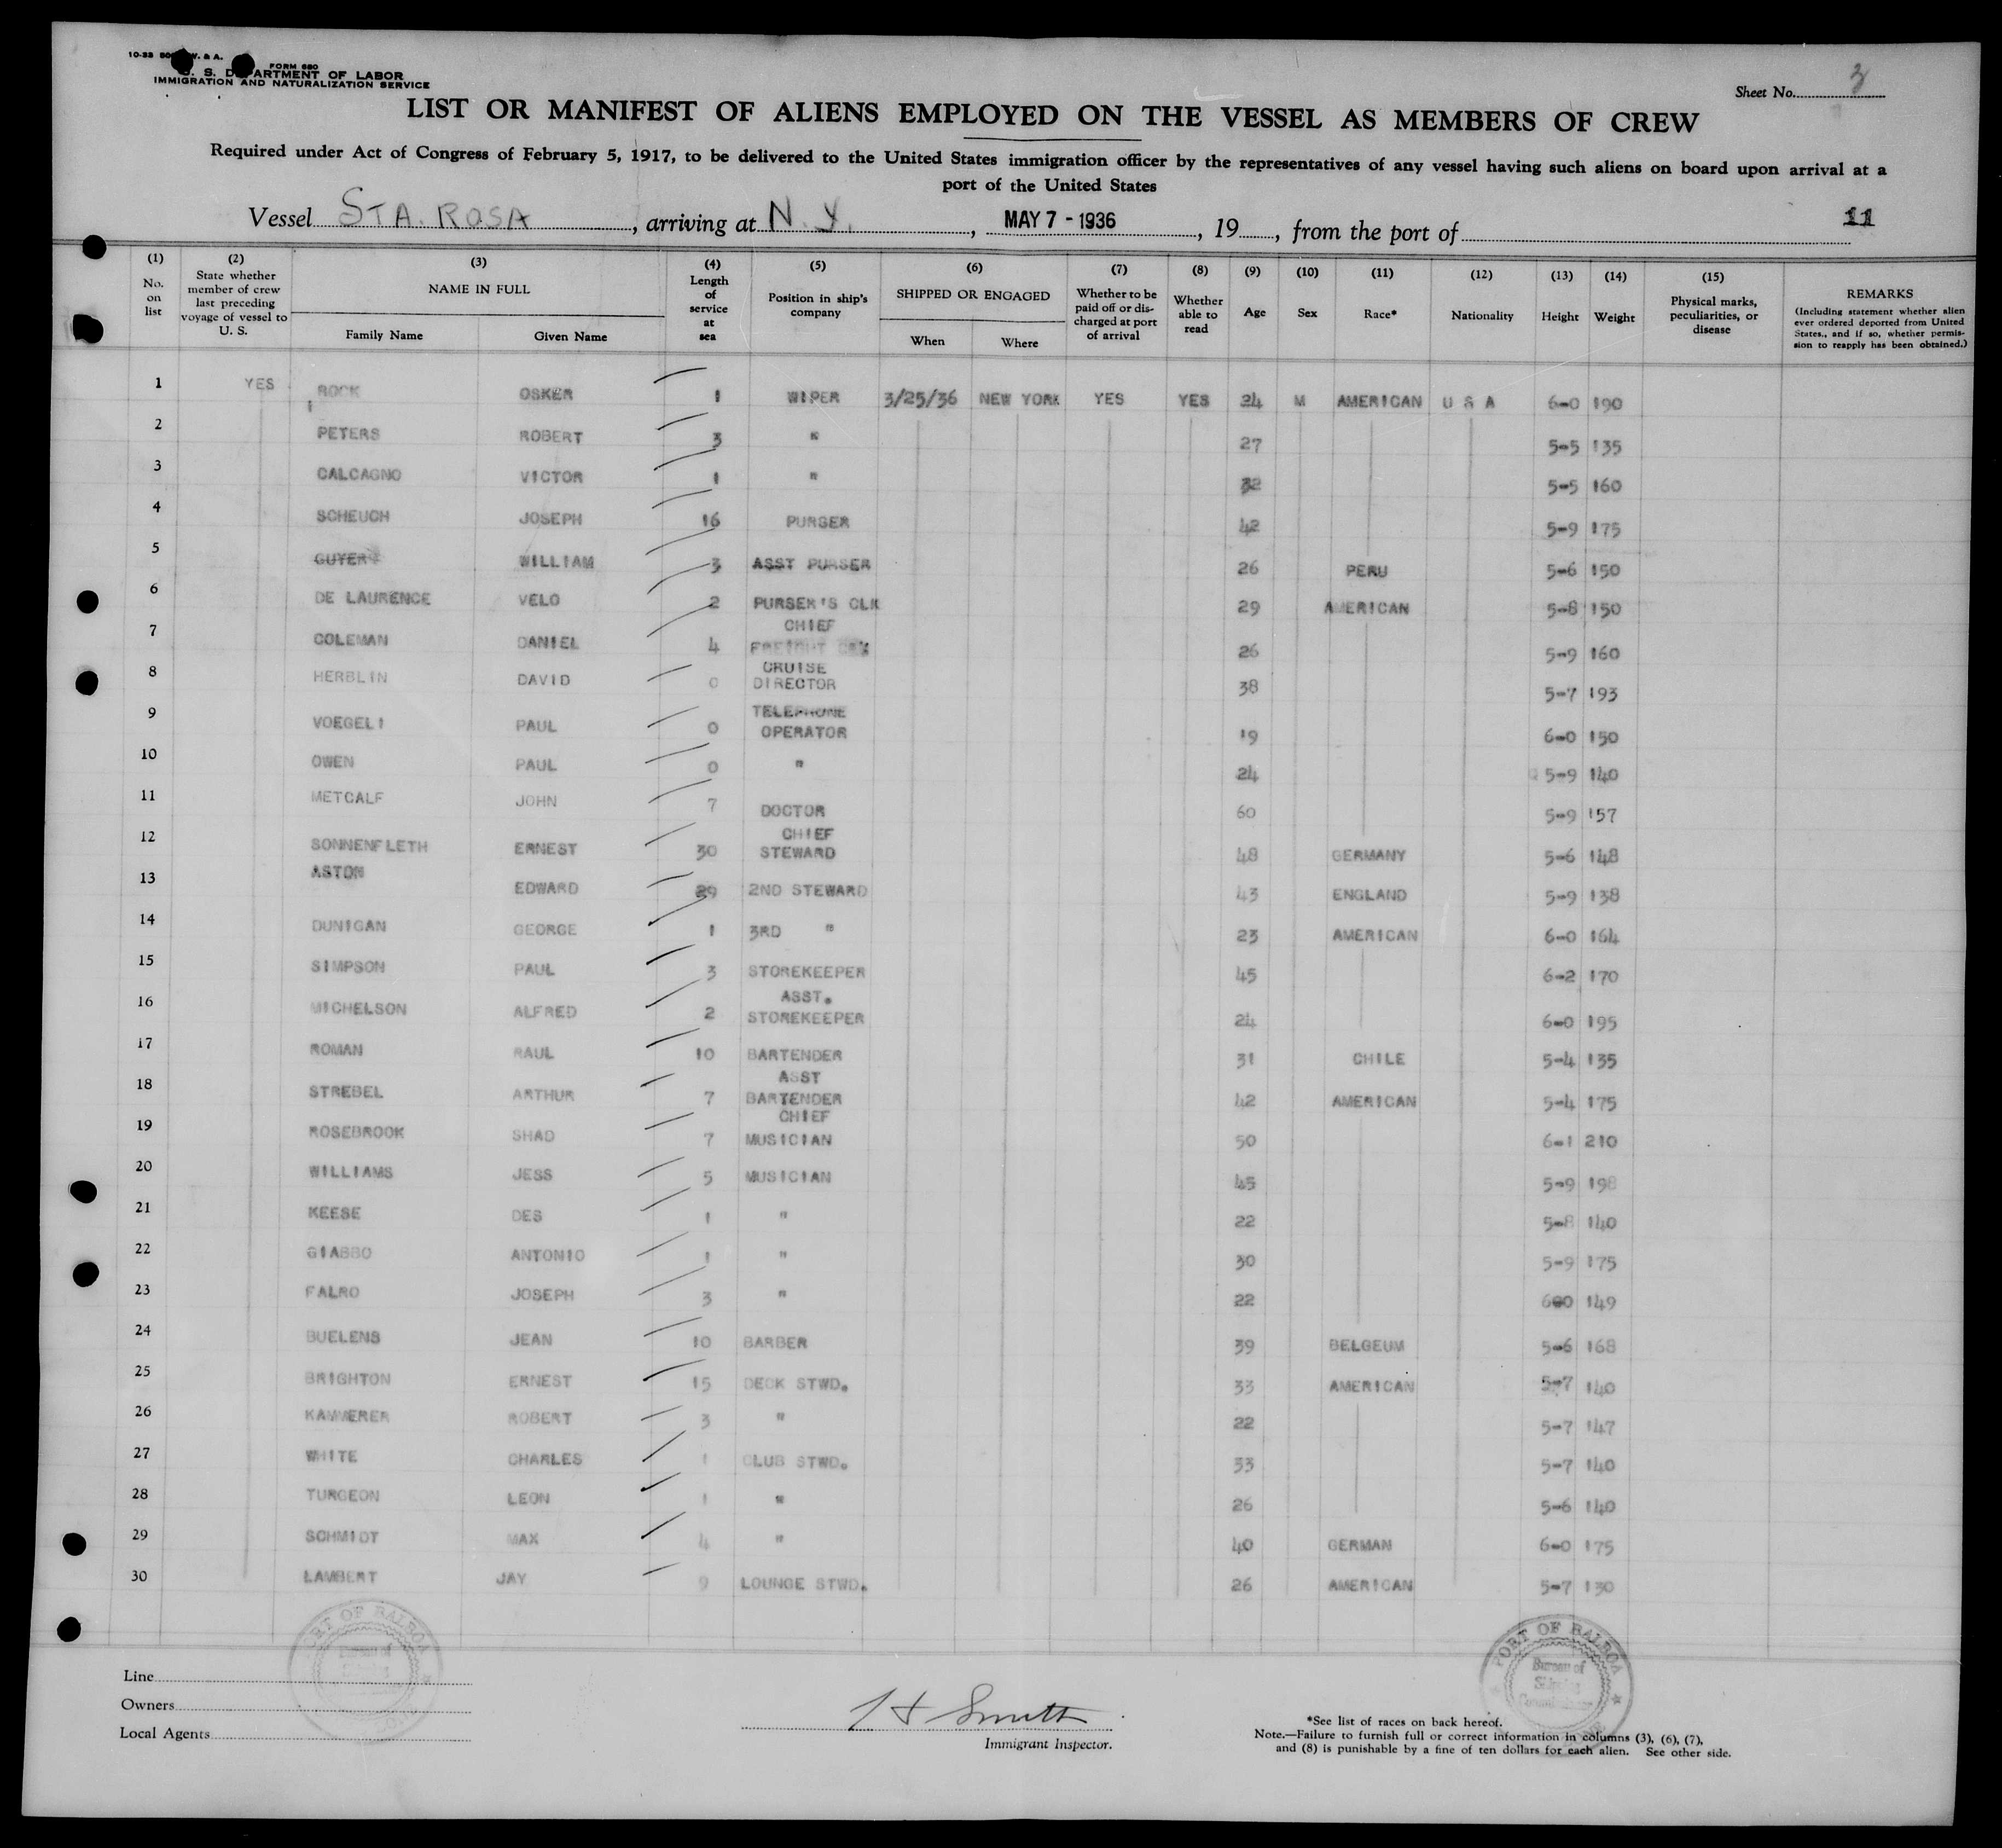 FORM 680
U. S. DEPARTMENT OF LABOR
IMMIGRATION AND NATURALIZATION SERVICE
Sheet No. 3
LIST OR MANIFEST OF ALIENS EMPLOYED ON THE VESSEL AS MEMBERS OF CREW
Required under Act of Congress of February 5, 1917, to be delivered to the United States immigration officer by the representatives of any vessel having such aliens on board upon arrival at a
port of the United States
Vessel STA. ROSA, arriving at N.Y., MAY 7 - 1936, 19, from the port of 11
(1) No. on list (2) State whether member of crew last preceding voyage of vessel to U. S. (3) NAME IN FULL Family Name Given Name (4) Length of service at sea (5) Position in ship's company (6) SHIPPED OR ENGAGED When Where (7) Whether to be paid off or discharged at port of arrival (8) Whether able to read (9) Age (10) Sex (11) Race* (12) Nationality (13) Height (14) Weight (15) Physical marks, peculiarities, or disease REMARKS (Including statement whether alien ever ordered deported from United States., and if so, whether permission to reapply has been obtained.)
1 YES ROCK OSKER 1 WIPER 3/25/36 NEW YORK YES YES 24 M AMERICAN U S A 6-0 190
2 PETERS ROBERT 3 " 27 5-5 135
3 CALCAGNO VICTOR 1 " 32 5-5 160
4 SCHEUCH JOSEPH 16 PURSER 42 5-9 175
5 GUYER WILLIAM 3 ASST PURSER 26 PERU 5-6 150
6 DE LAURENCE VELO 2 PURSER'S CLK 29 AMERICAN 5-8 150
7 COLEMAN DANIEL 4 CHIEF FREIGHT CLK 26 5-9 160
8 HERBLIN DAVID 0 CRUISE DIRECTOR 38 5-7 193
9 VOEGELI PAUL 0 TELEPHONE OPERATOR 19 6-0 150
10 OWEN PAUL 0 " 24 5-9 140
11 METCALF JOHN 7 DOCTOR 60 5-9 157
12 SONNENFLETH ERNEST 30 CHIEF STEWARD 48 GERMANY 5-6 148
13 ASTON EDWARD 29 2ND STEWARD 43 ENGLAND 5-9 138
14 DUNIGAN GEORGE 1 3RD " 23 AMERICAN 6-0 164
15 SIMPSON PAUL 3 STOREKEEPER 45 6-2 170
16 MICHELSON ALFRED 2 ASST. STOREKEEPER 24 6-0 195
17 ROMAN RAUL 10 BARTENDER 31 CHILE 5-4 135
18 STREBEL ARTHUR 7 ASST BARTENDER 42 AMERICAN 5-4 175
19 ROSEBROOK SHAD 7 CHIEF MUSICIAN 50 6-1 210
20 WILLIAMS JESS 5 MUSICIAN 45 5-9 198
21 KEESE DES 1 " 22 5-8 140
22 GIABBO ANTONIO 1 " 30 5-9 175
23 FALRO JOSEPH 3 " 22 6-0 149
24 BUELENS JEAN 10 BARBER 39 BELGEUM 5-6 168
25 BRIGHTON ERNEST 15 DECK STWD. 33 AMERICAN 5-7 140
26 KAMMERER ROBERT 3 " 22 5-7 147
27 WHITE CHARLES 1 CLUB STWD. 33 5-7 140
28 TURGEON LEON 1 " 26 5-6 140
29 SCHMIDT MAX 4 " 40 GERMAN 6-0 175
30 LAMBERT JAY 9 LOUNGE STWD. 26 AMERICAN 5-7 130
PORT OF BALBOA
Bureau of
PORT OF BALBOA
Bureau of
Line
Owners
Local Agents
H Smith
Immigrant Inspector.
*See list of races on back hereof.
Note.—Failure to furnish full or correct information in columns (3), (6), (7),
and (8) is punishable by a fine of ten dollars for each alien. See other side.